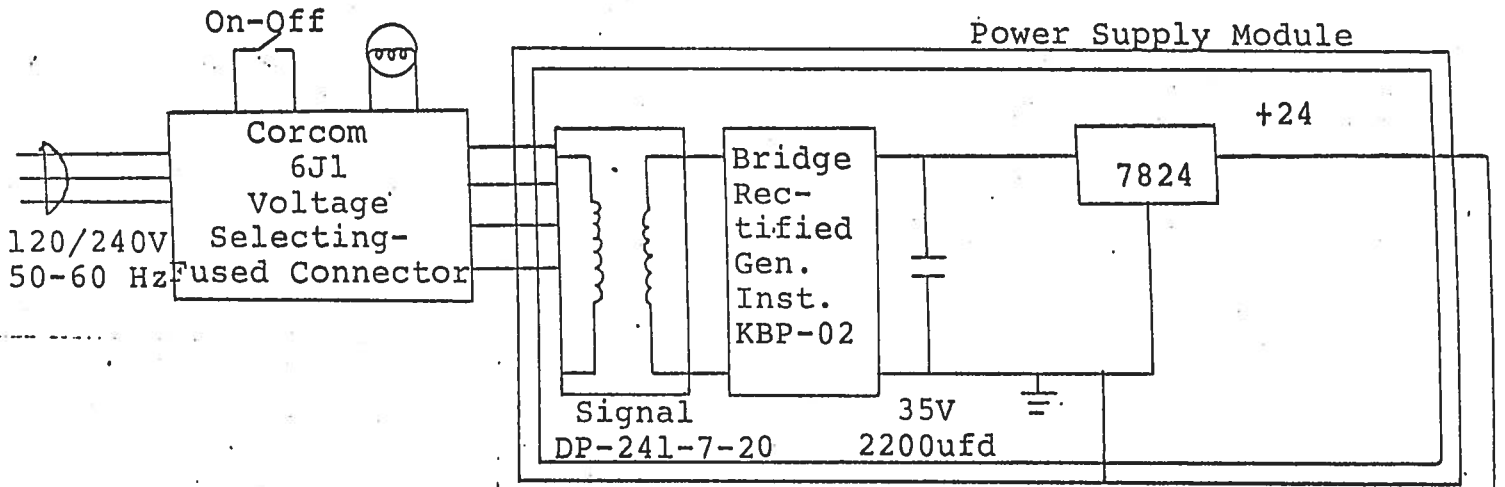 On-Off
Power Supply Module
Corcom
6J1
Voltage
Selecting-
Fused Connector
120/240V
50-60 Hz
Bridge
Rec-
tified
Gen.
Inst.
KBP-02
7824
+24
Signal
DP-241-7-20
35V
2200ufd